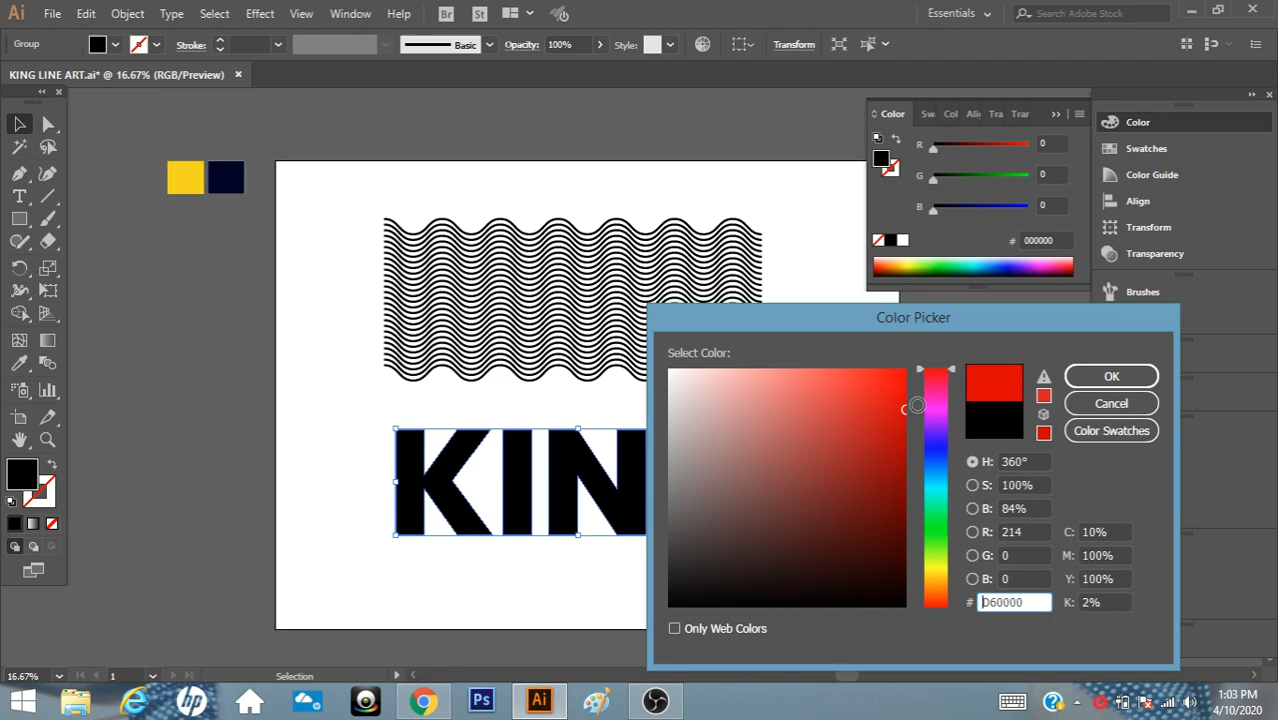 Ai File Edit Object Type Select Effect View Window Help Br St Essentials Search Adobe Stock
Group Stroke: Basic Opacity: 100% Style: Transform
KING LINE ART.ai* @ 16.67% (RGB/Preview) ×
Color Sw Col Ali Tra Trar
R 0
G 0
B 0
# 000000
Color
Swatches
Color Guide
Align
Transform
Transparency
Brushes
KIN
Color Picker
Select Color:
OK
Cancel
Color Swatches
H: 360°
S: 100%
B: 84%
R: 214 C: 10%
G: 0 M: 100%
B: 0 Y: 100%
# D60000 K: 2%
Only Web Colors
16.67% 1 Selection
hp Ps Ai 1:03 PM
4/10/2020